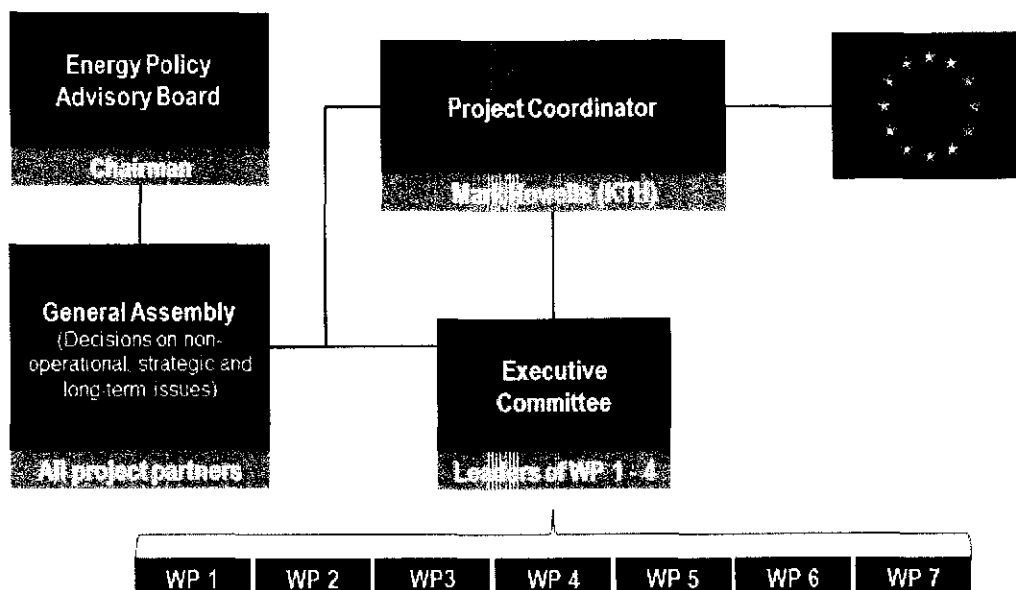 Energy Policy
Advisory Board
Chairman
Project Coordinator
Mark Howells (KTH)
General Assembly
(Decisions on non-
operational, strategic and
long-term issues)
All project partners
Executive
Committee
Leaders of WP 1 - 4
WP 1
WP 2
WP3
WP 4
WP 5
WP 6
WP 7